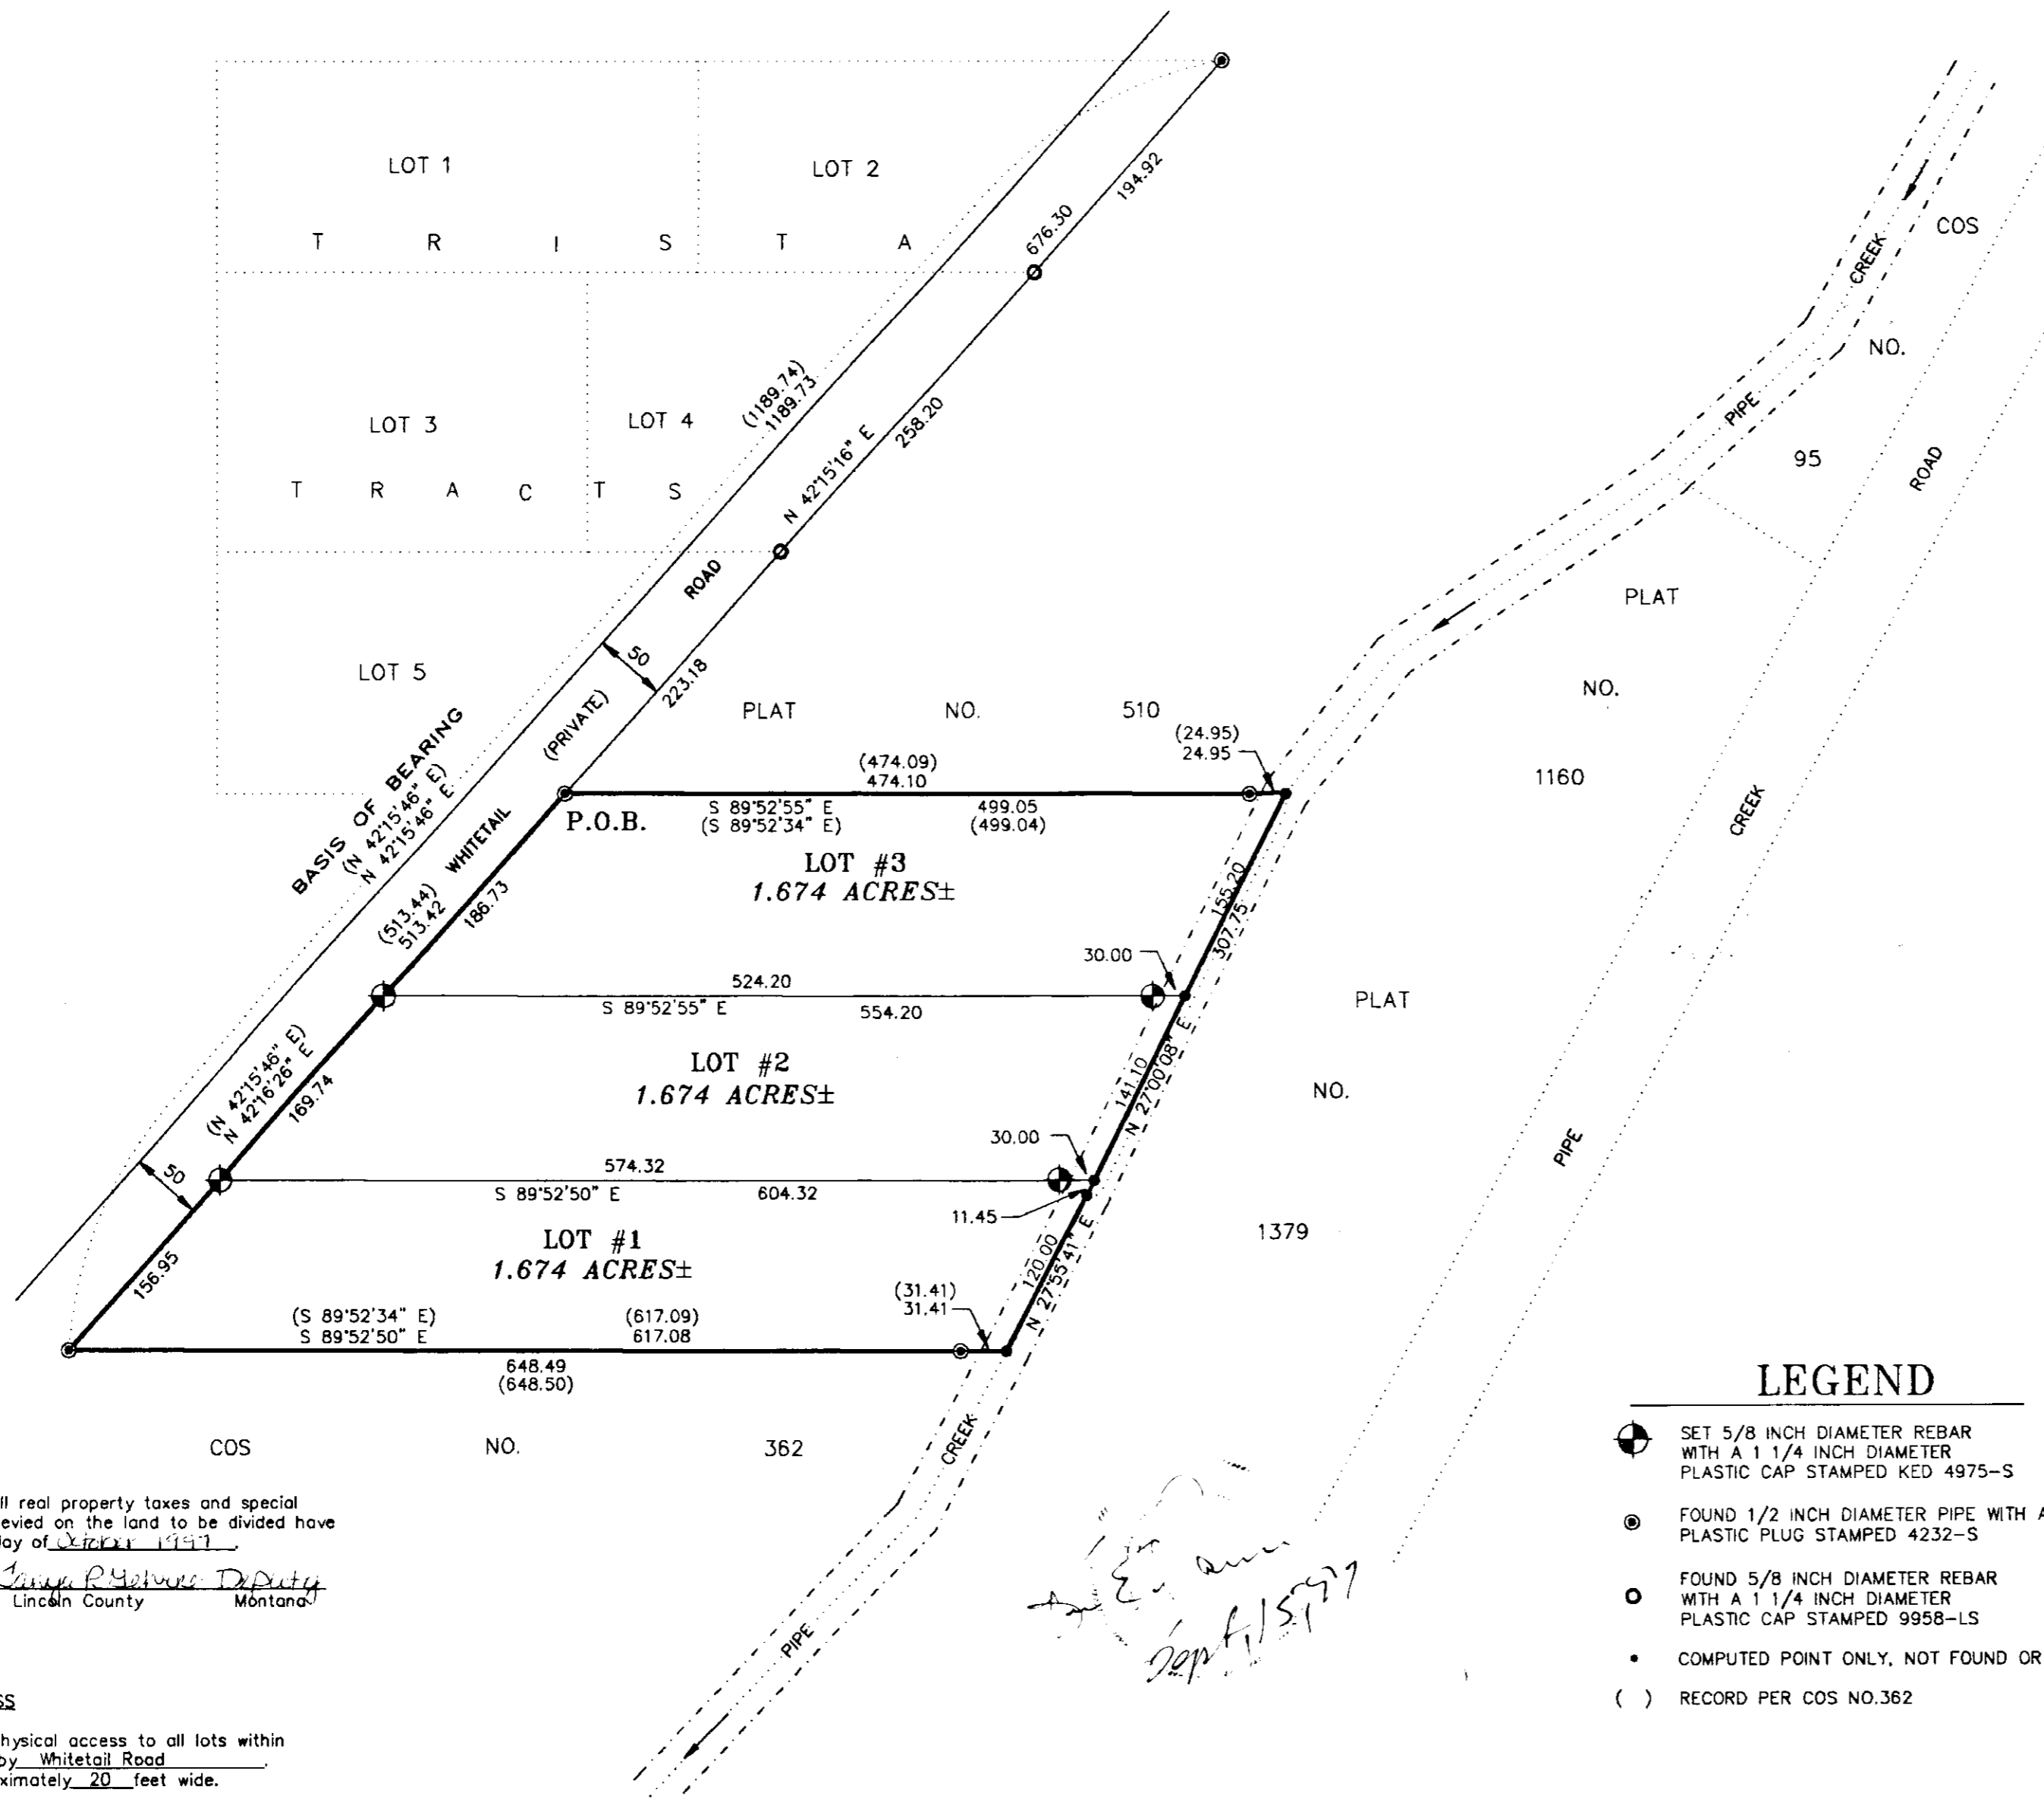 LOT 1
LOT 2
T R I S T A
LOT 3
LOT 4
T R A C T S
LOT 5
194.92
676.30
258.20
N 42°15'16" E
(1189.74)
1189.73
ROAD
50
223.18
(PRIVATE)
WHITETAIL
BASIS OF BEARING
(N 42°15'46" E)
N 42°15'46" E
PLAT NO. 510
(24.95)
24.95
(474.09)
474.10
S 89°52'55" E 499.05
(S 89°52'34" E) (499.04)
P.O.B.
LOT #3
1.674 ACRES±
(513.44)
513.42
186.73
155.20
307.75
30.00
524.20
S 89°52'55" E 554.20
LOT #2
1.674 ACRES±
(N 42°15'46" E)
N 42°16'26" E
169.74
141.10
N 27°00'08" E
30.00
574.32
S 89°52'50" E 604.32
11.45
50
LOT #1
1.674 ACRES±
156.95
120.00
N 27°55'41" E
(31.41)
31.41
(S 89°52'34" E) (617.09)
S 89°52'50" E 617.08
648.49
(648.50)
COS NO. 362
CREEK
PIPE
COS
NO.
95
CREEK
PIPE
ROAD
CREEK
PIPE
PLAT
NO.
1160
PLAT
NO.
1379
ll real property taxes and special
evied on the land to be divided have
day of October 1997.
Deputy
Lincoln County Montana
SS
hysical access to all lots within
by Whitetail Road.
ximately 20 feet wide.
Sept 15, 1997
LEGEND
SET 5/8 INCH DIAMETER REBAR
WITH A 1 1/4 INCH DIAMETER
PLASTIC CAP STAMPED KED 4975-S
FOUND 1/2 INCH DIAMETER PIPE WITH A
PLASTIC PLUG STAMPED 4232-S
FOUND 5/8 INCH DIAMETER REBAR
WITH A 1 1/4 INCH DIAMETER
PLASTIC CAP STAMPED 9958-LS
COMPUTED POINT ONLY, NOT FOUND OR
( ) RECORD PER COS NO.362